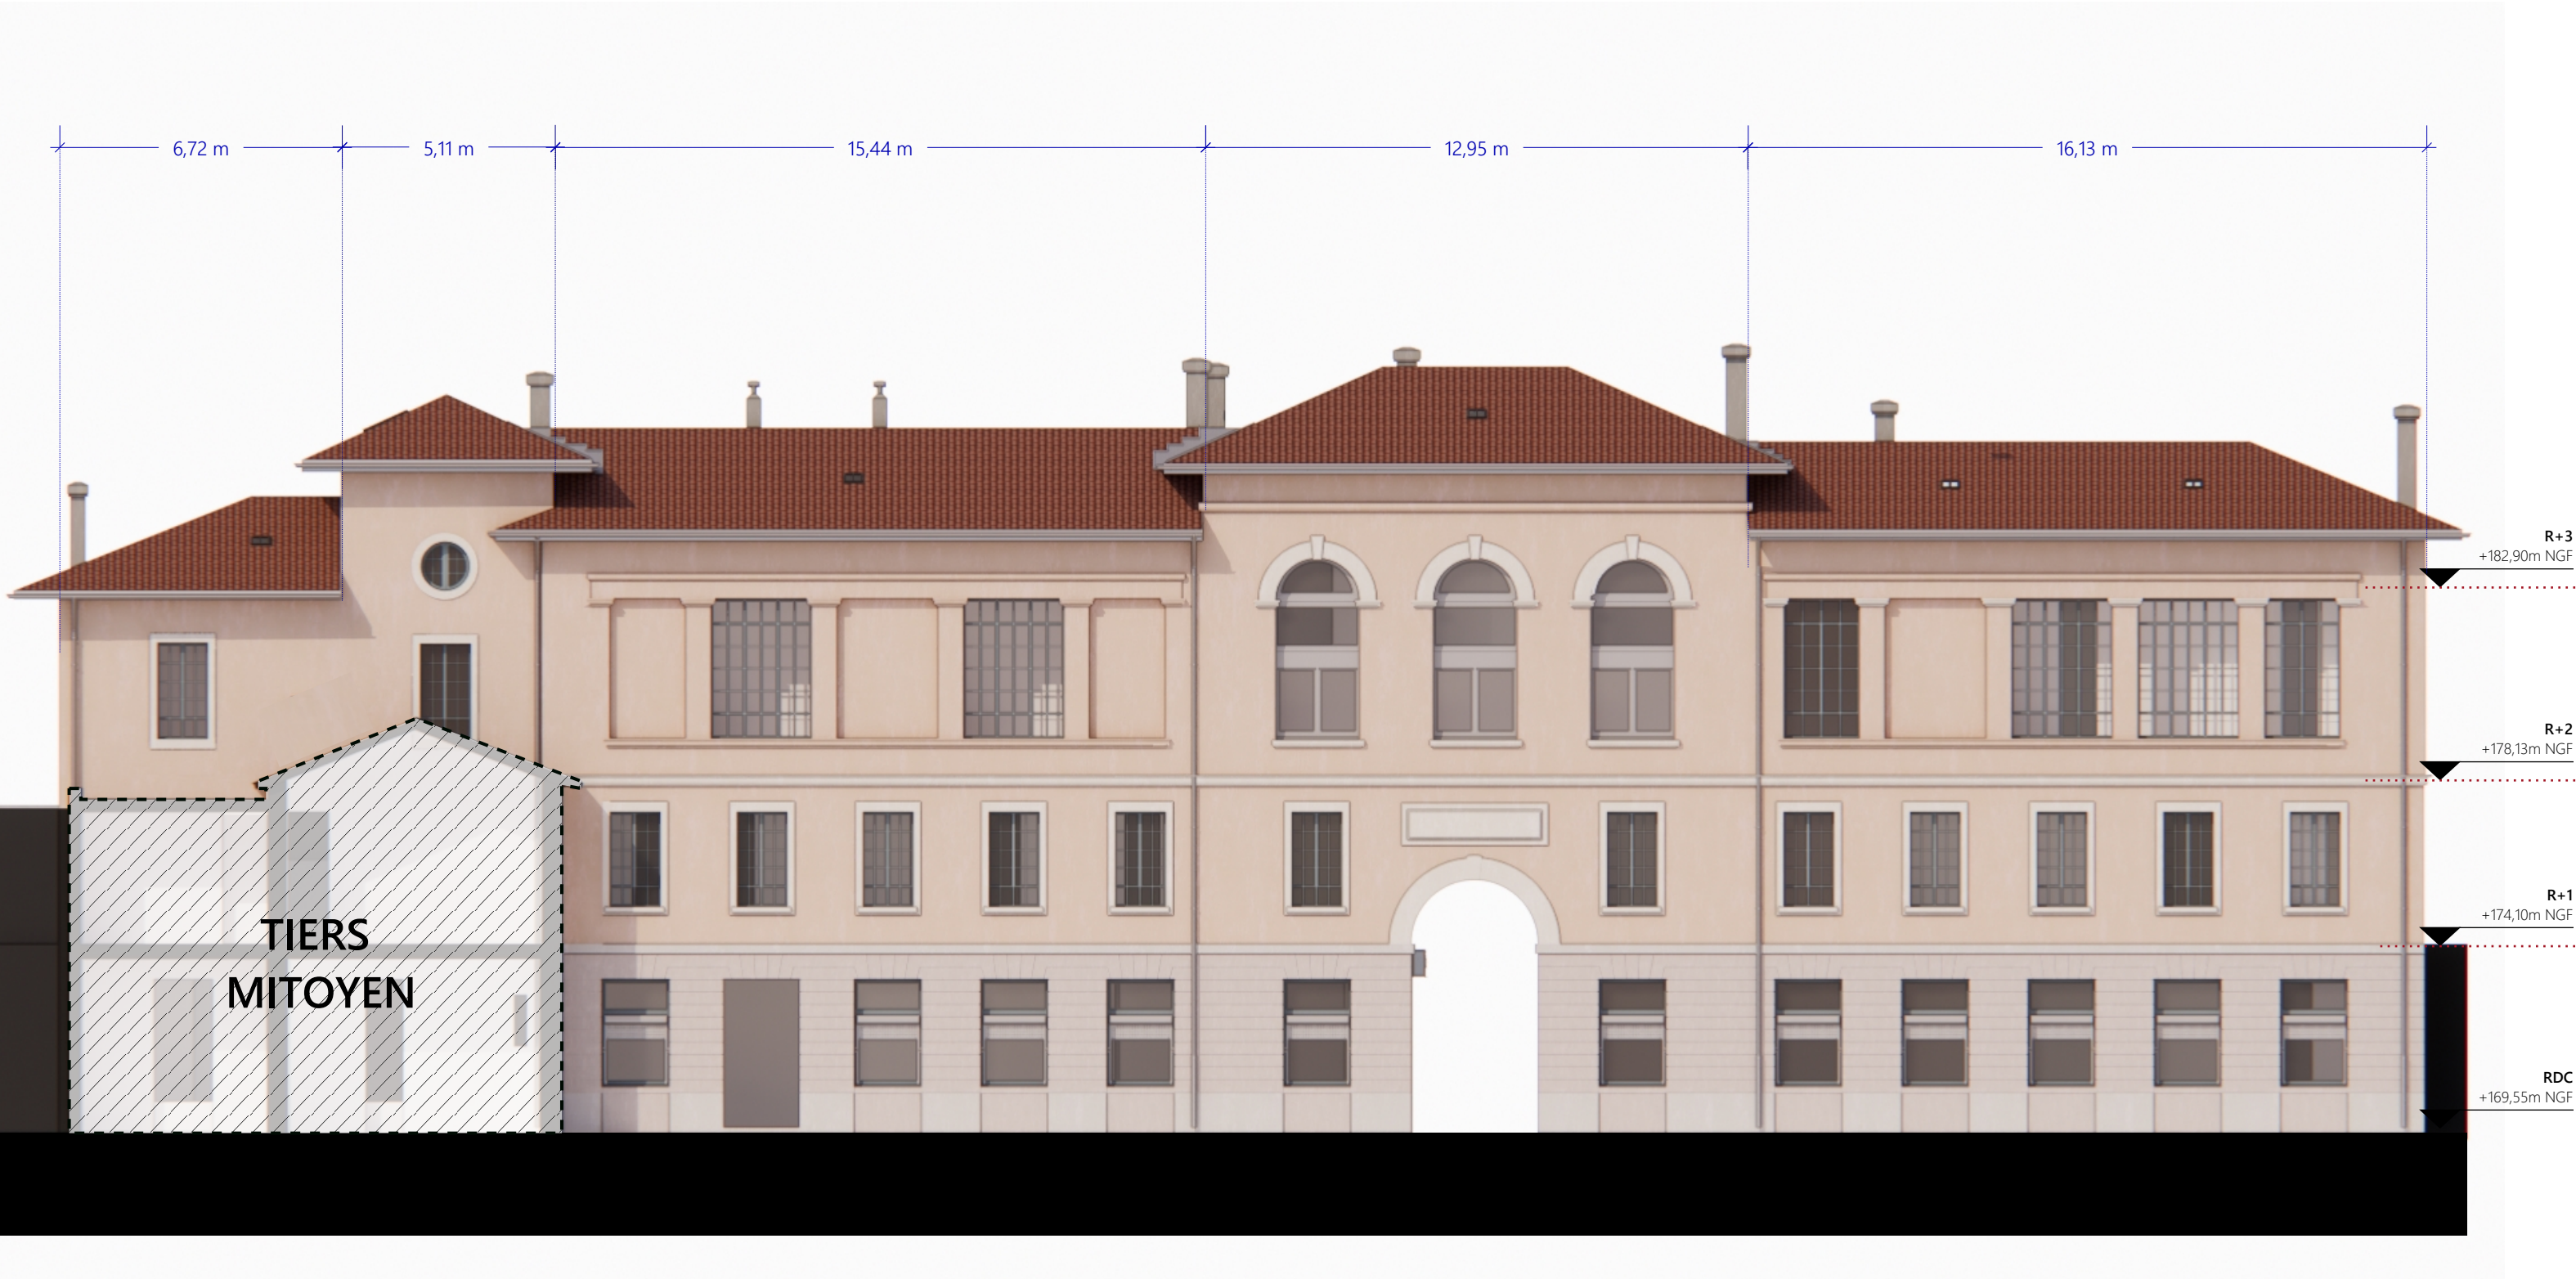 6,72 m
5,11 m
15,44 m
12,95 m
16,13 m
R+3
+182,90m NGF
R+2
+178,13m NGF
R+1
+174,10m NGF
TIERS
MITOYEN
RDC
+169,55m NGF